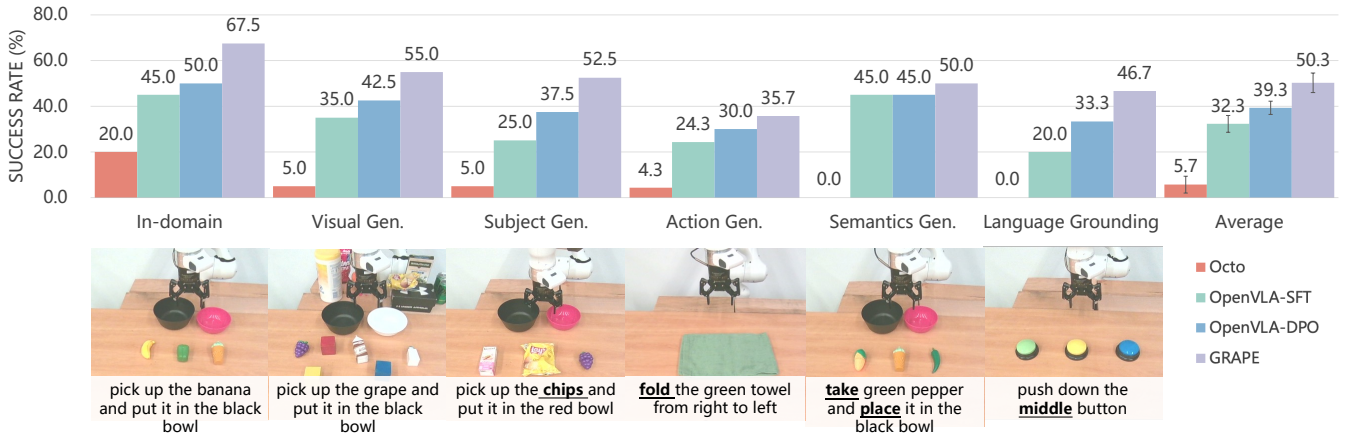 80.0
60.0
40.0
20.0
0.0
SUCCESS RATE (%)
20.0 45.0 50.0 67.5
5.0 35.0 42.5 55.0
5.0 25.0 37.5 52.5
4.3 24.3 30.0 35.7
0.0 45.0 45.0 50.0
0.0 20.0 33.3 46.7
5.7 32.3 39.3 50.3
In-domain
Visual Gen.
Subject Gen.
Action Gen.
Semantics Gen.
Language Grounding
Average
pick up the banana
and put it in the black
bowl
pick up the grape and
put it in the black
bowl
pick up the chips and
put it in the red bowl
fold the green towel
from right to left
take green pepper
and place it in the
black bowl
push down the
middle button
Octo
OpenVLA-SFT
OpenVLA-DPO
GRAPE